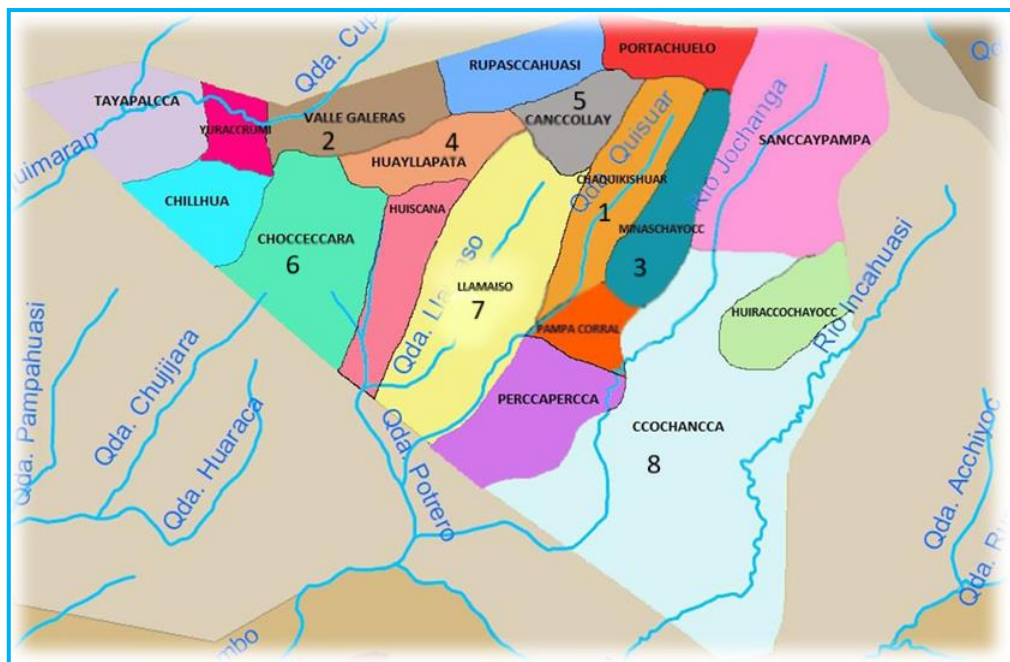 Qda. Cup
PORTACHUELO
RUPASCCAHUASI
TAYAPALCCA
5
CANCCOLLAY
VALLE GALERAS
YURACCRUMI
2
4
HUAYLLAPATA
Qda. Quisuar
Río Jochanga
SANCCAYPAMPA
CHAQUIKISHUAR
CHILLHUA
HUISCANA
1
MINASCHAYOCC
CHOCCECCARA
6
3
LLAMAISO
7
PAMPA CORRAL
HUIRACCOCHAYOCC
Río Incahuasi
PERCCAPERCCA
CCOCHANCCA
8
Qda. Pampahuasi
Qda. Chujijara
Qda. Huaraca
Qda. Potrero
Qda. Acchiyoc